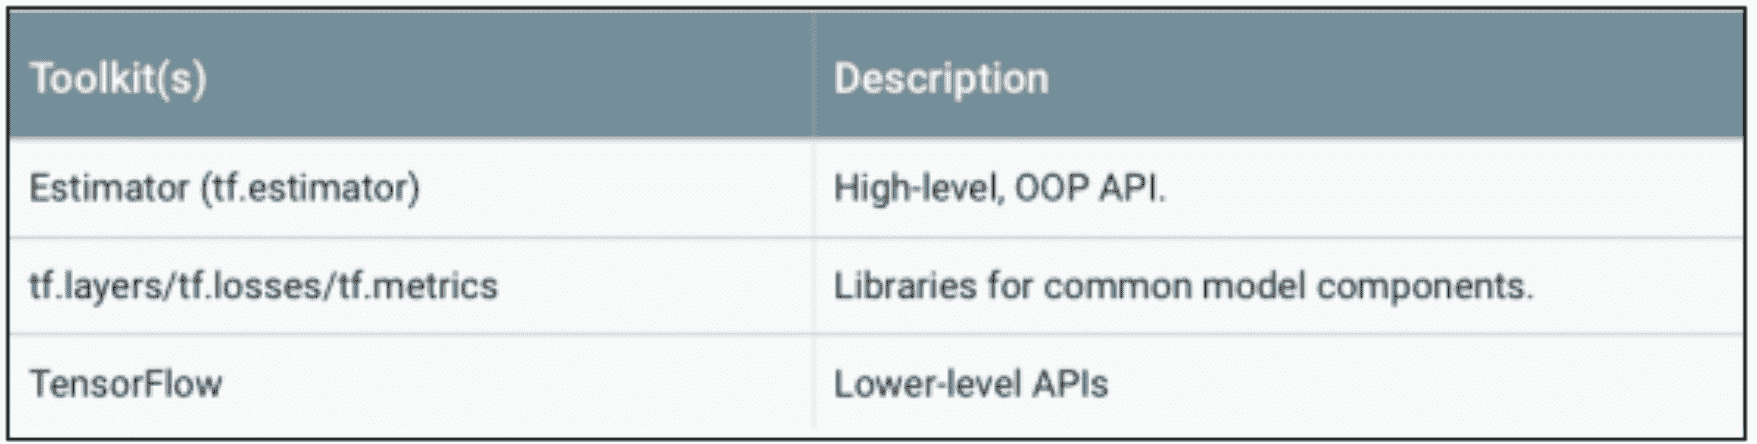 Toolkit(s) Description
Estimator (tf.estimator) High-level, OOP API.
tf.layers/tf.losses/tf.metrics Libraries for common model components.
TensorFlow Lower-level APIs